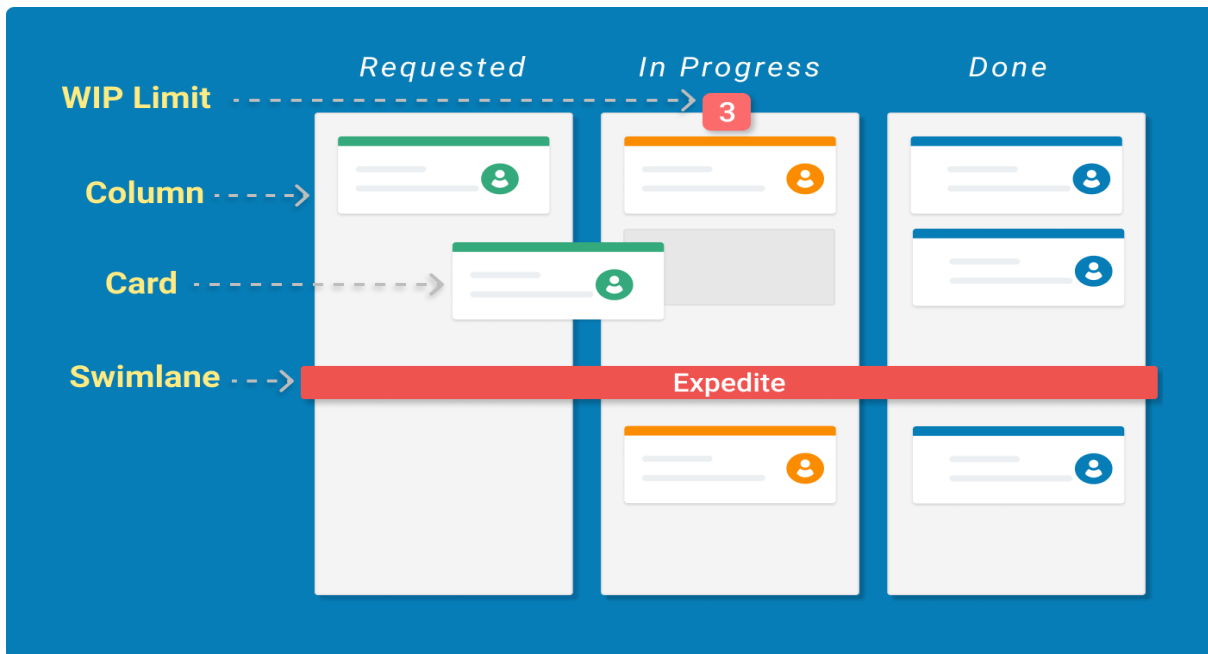 Requested In Progress Done
WIP Limit
3
Column
Card
Swimlane
Expedite